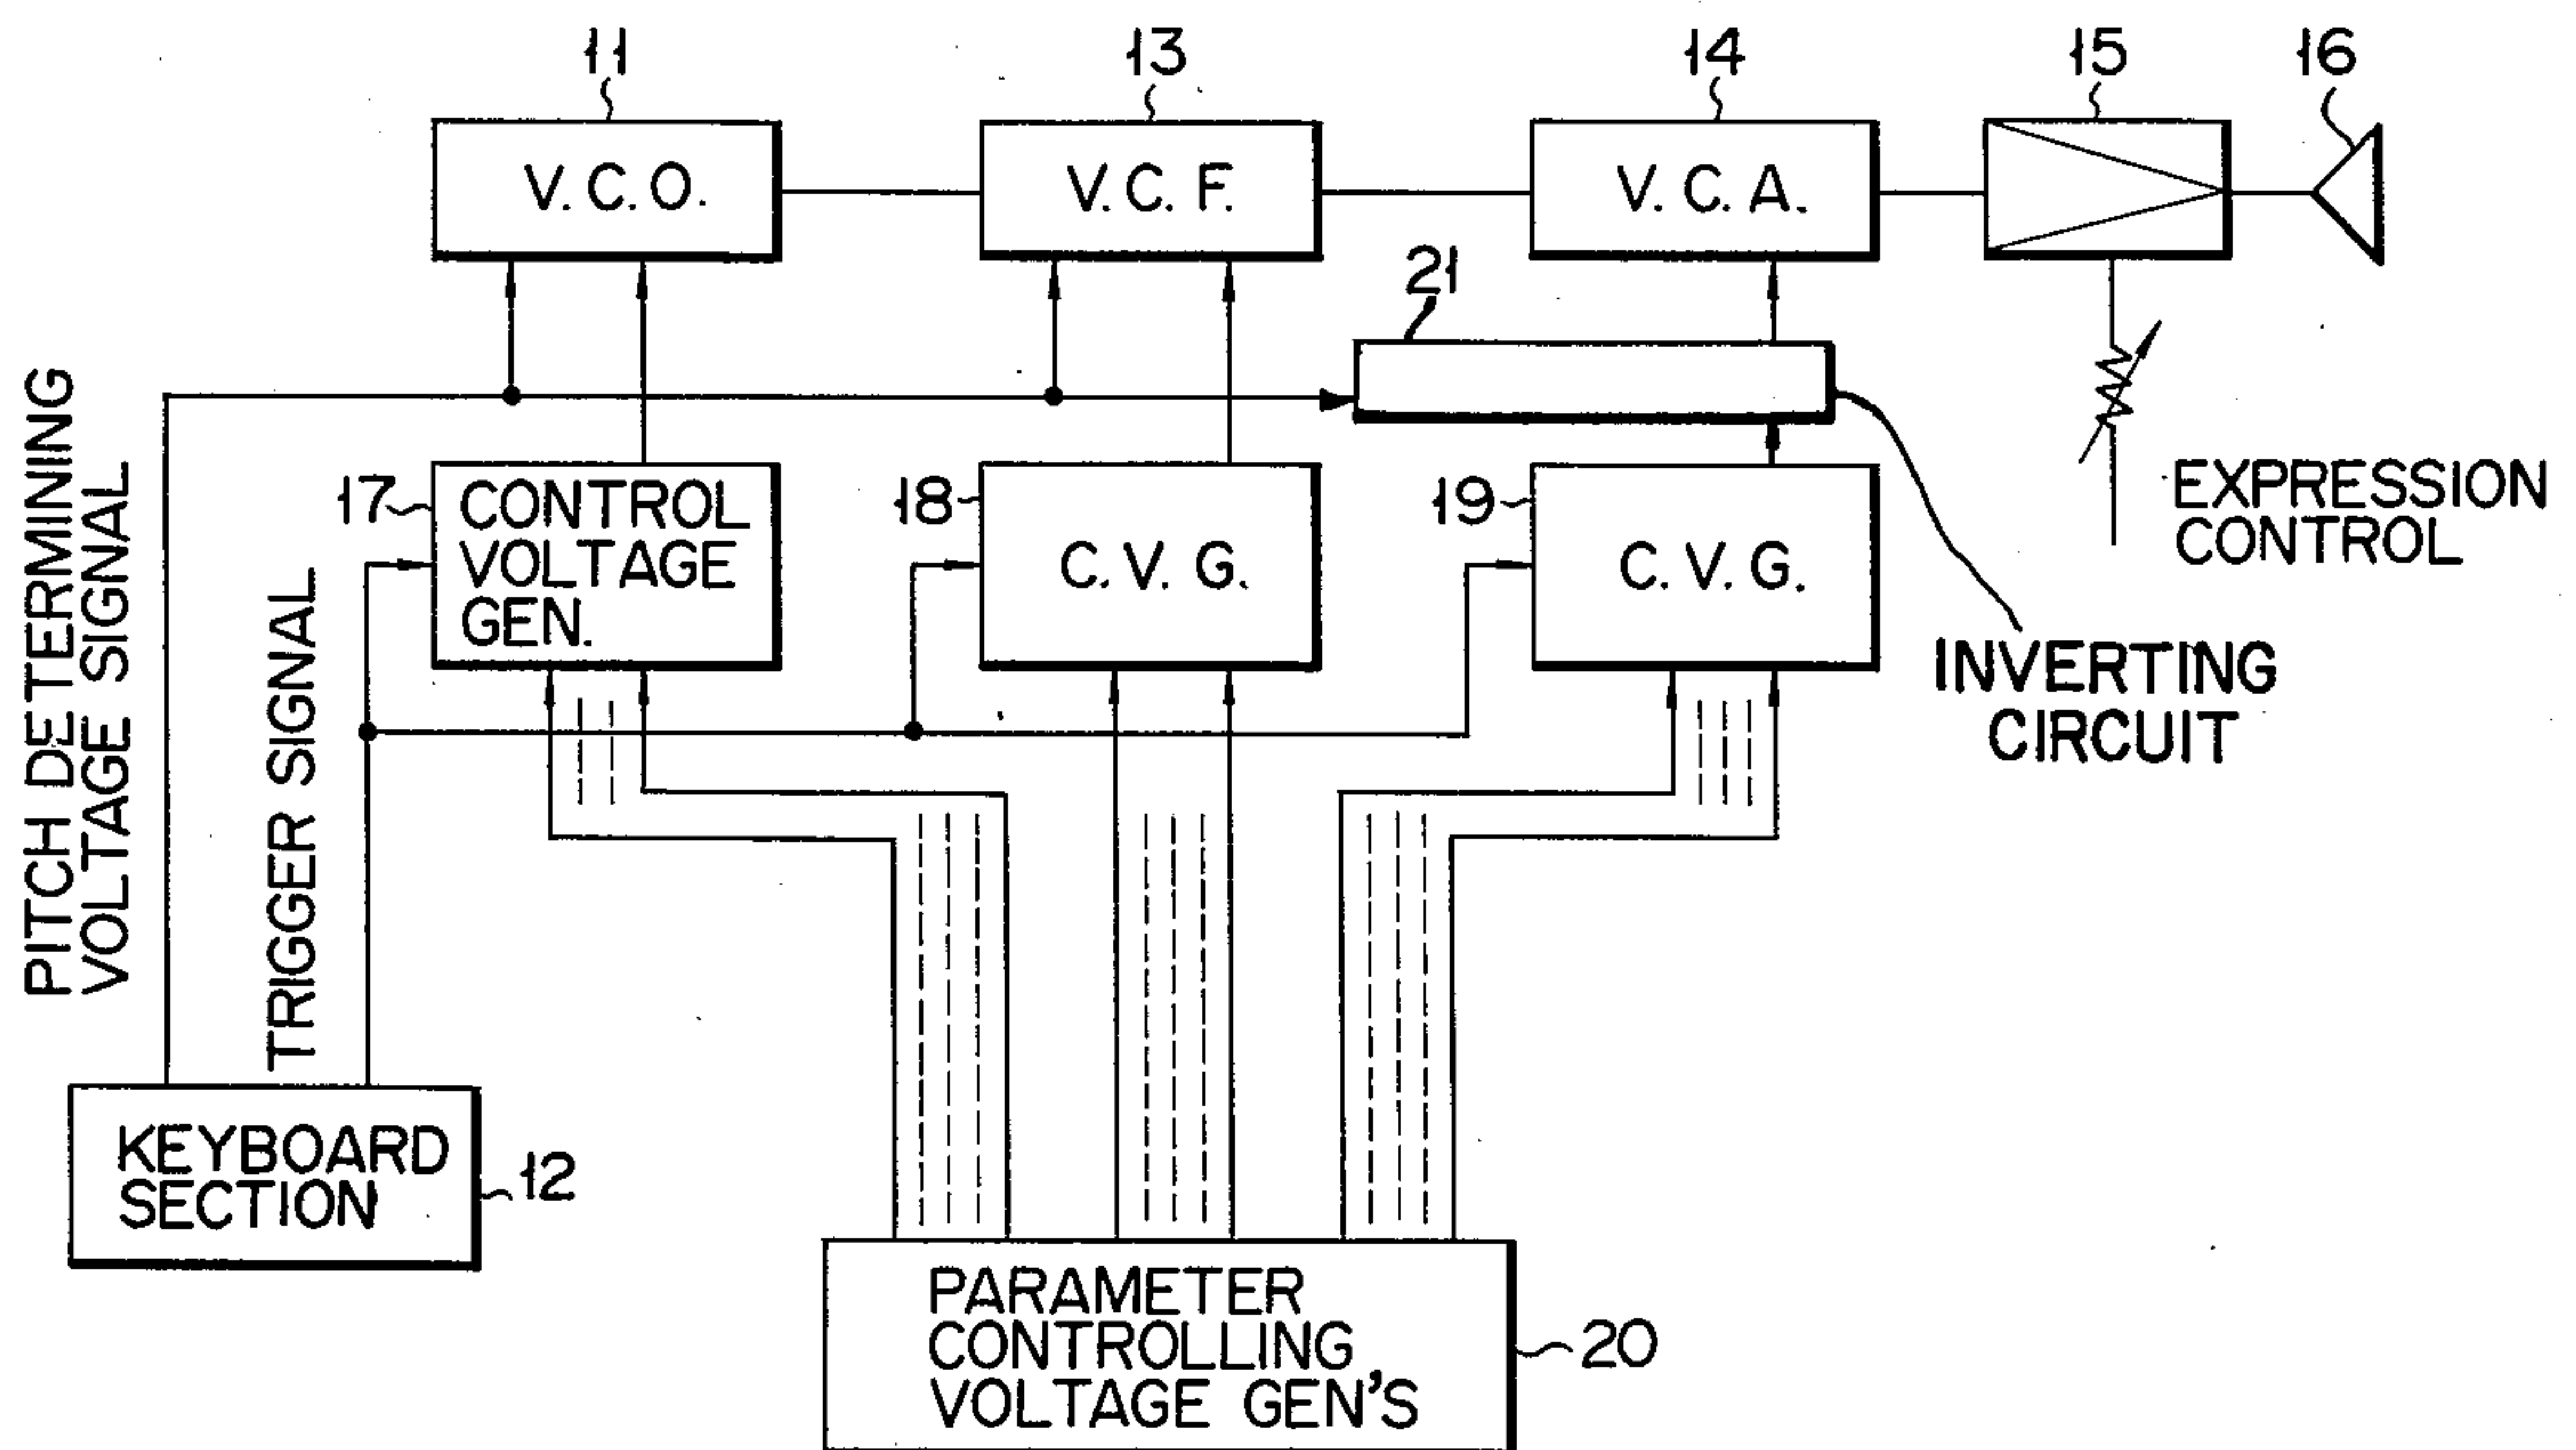 11
13
14
15
16
V. C. O.
V. C. F.
V. C. A.
21
PITCH DETERMINING
VOLTAGE SIGNAL
TRIGGER SIGNAL
17
CONTROL
VOLTAGE
GEN.
18
C. V. G.
19
C. V. G.
EXPRESSION
CONTROL
INVERTING
CIRCUIT
KEYBOARD
SECTION
12
PARAMETER
CONTROLLING
VOLTAGE GEN'S
20